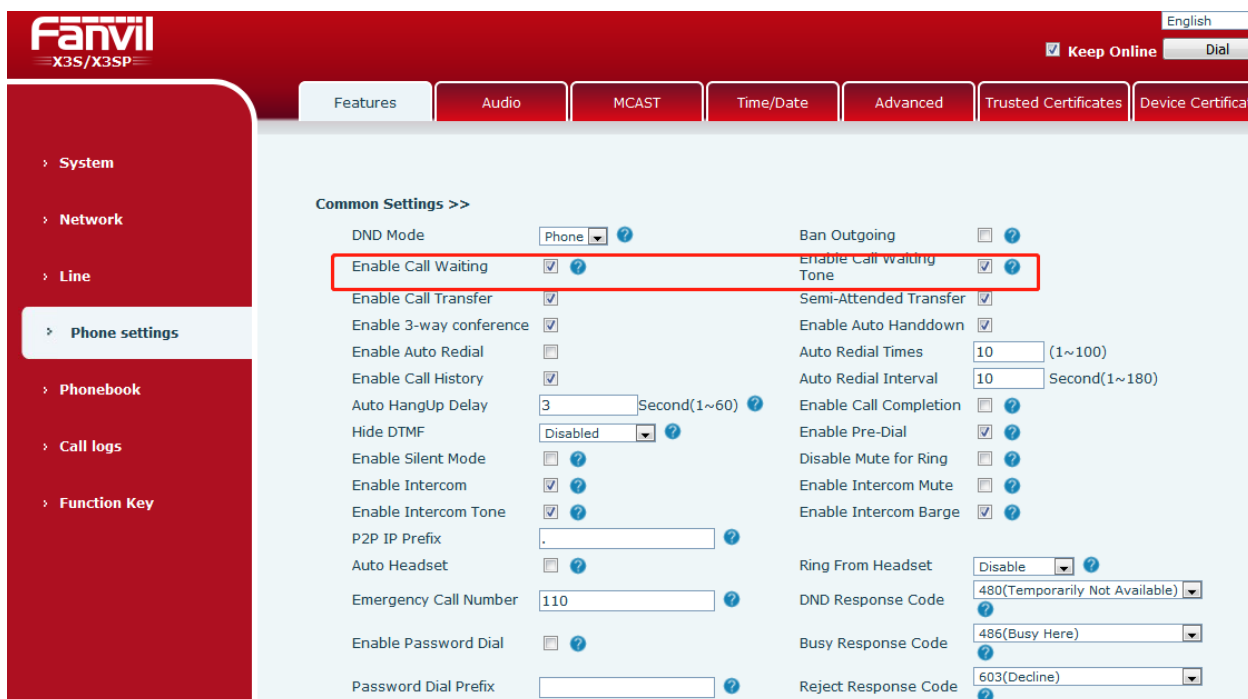 English
Fanvil
X3S/X3SP
Keep Online Dial
Features Audio MCAST Time/Date Advanced Trusted Certificates Device Certifica
System
Network
Line
Phone settings
Phonebook
Call logs
Function Key
Common Settings >>
DND Mode Phone ? Ban Outgoing ?
Enable Call Waiting ? Enable Call Waiting
Tone ?
Enable Call Transfer Semi-Attended Transfer
Enable 3-way conference Enable Auto Handdown
Enable Auto Redial Auto Redial Times 10 (1~100)
Enable Call History Auto Redial Interval 10 Second(1~180)
Auto HangUp Delay 3 Second(1~60) ? Enable Call Completion ?
Hide DTMF Disabled ? Enable Pre-Dial ?
Enable Silent Mode ? Disable Mute for Ring ?
Enable Intercom ? Enable Intercom Mute ?
Enable Intercom Tone ? Enable Intercom Barge ?
P2P IP Prefix . ?
Auto Headset ? Ring From Headset Disable ?
Emergency Call Number 110 ? DND Response Code 480(Temporarily Not Available) ?
Enable Password Dial ? Busy Response Code 486(Busy Here) ?
Password Dial Prefix ? Reject Response Code 603(Decline) ?